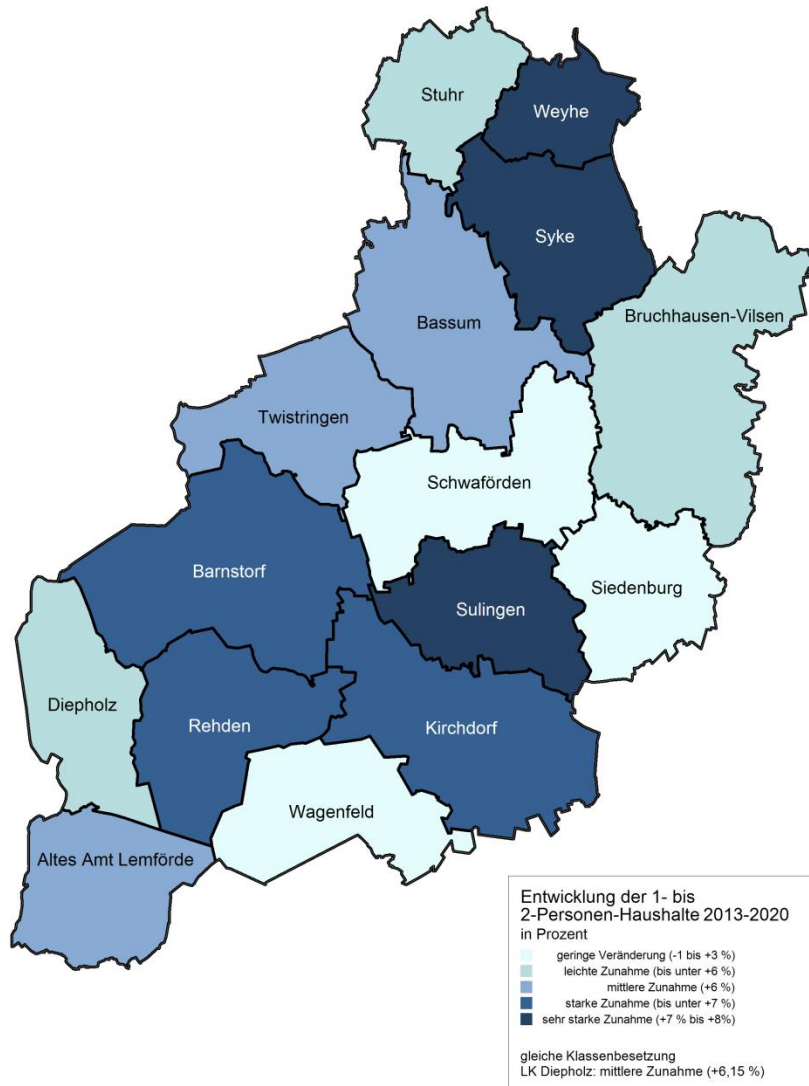 Stuhr
Weyhe
Syke
Bruchhausen-Vilsen
Bassum
Twistringen
Schwaförden
Barnstorf
Siedenburg
Sulingen
Diepholz
Rehden
Kirchdorf
Wagenfeld
Altes Amt Lemförde
Entwicklung der 1- bis
2-Personen-Haushalte 2013-2020
in Prozent
geringe Veränderung (-1 bis +3 %)
leichte Zunahme (bis unter +6 %)
mittlere Zunahme (+6 %)
starke Zunahme (bis unter +7 %)
sehr starke Zunahme (+7 % bis +8%)
gleiche Klassenbesetzung
LK Diepholz: mittlere Zunahme (+6,15 %)